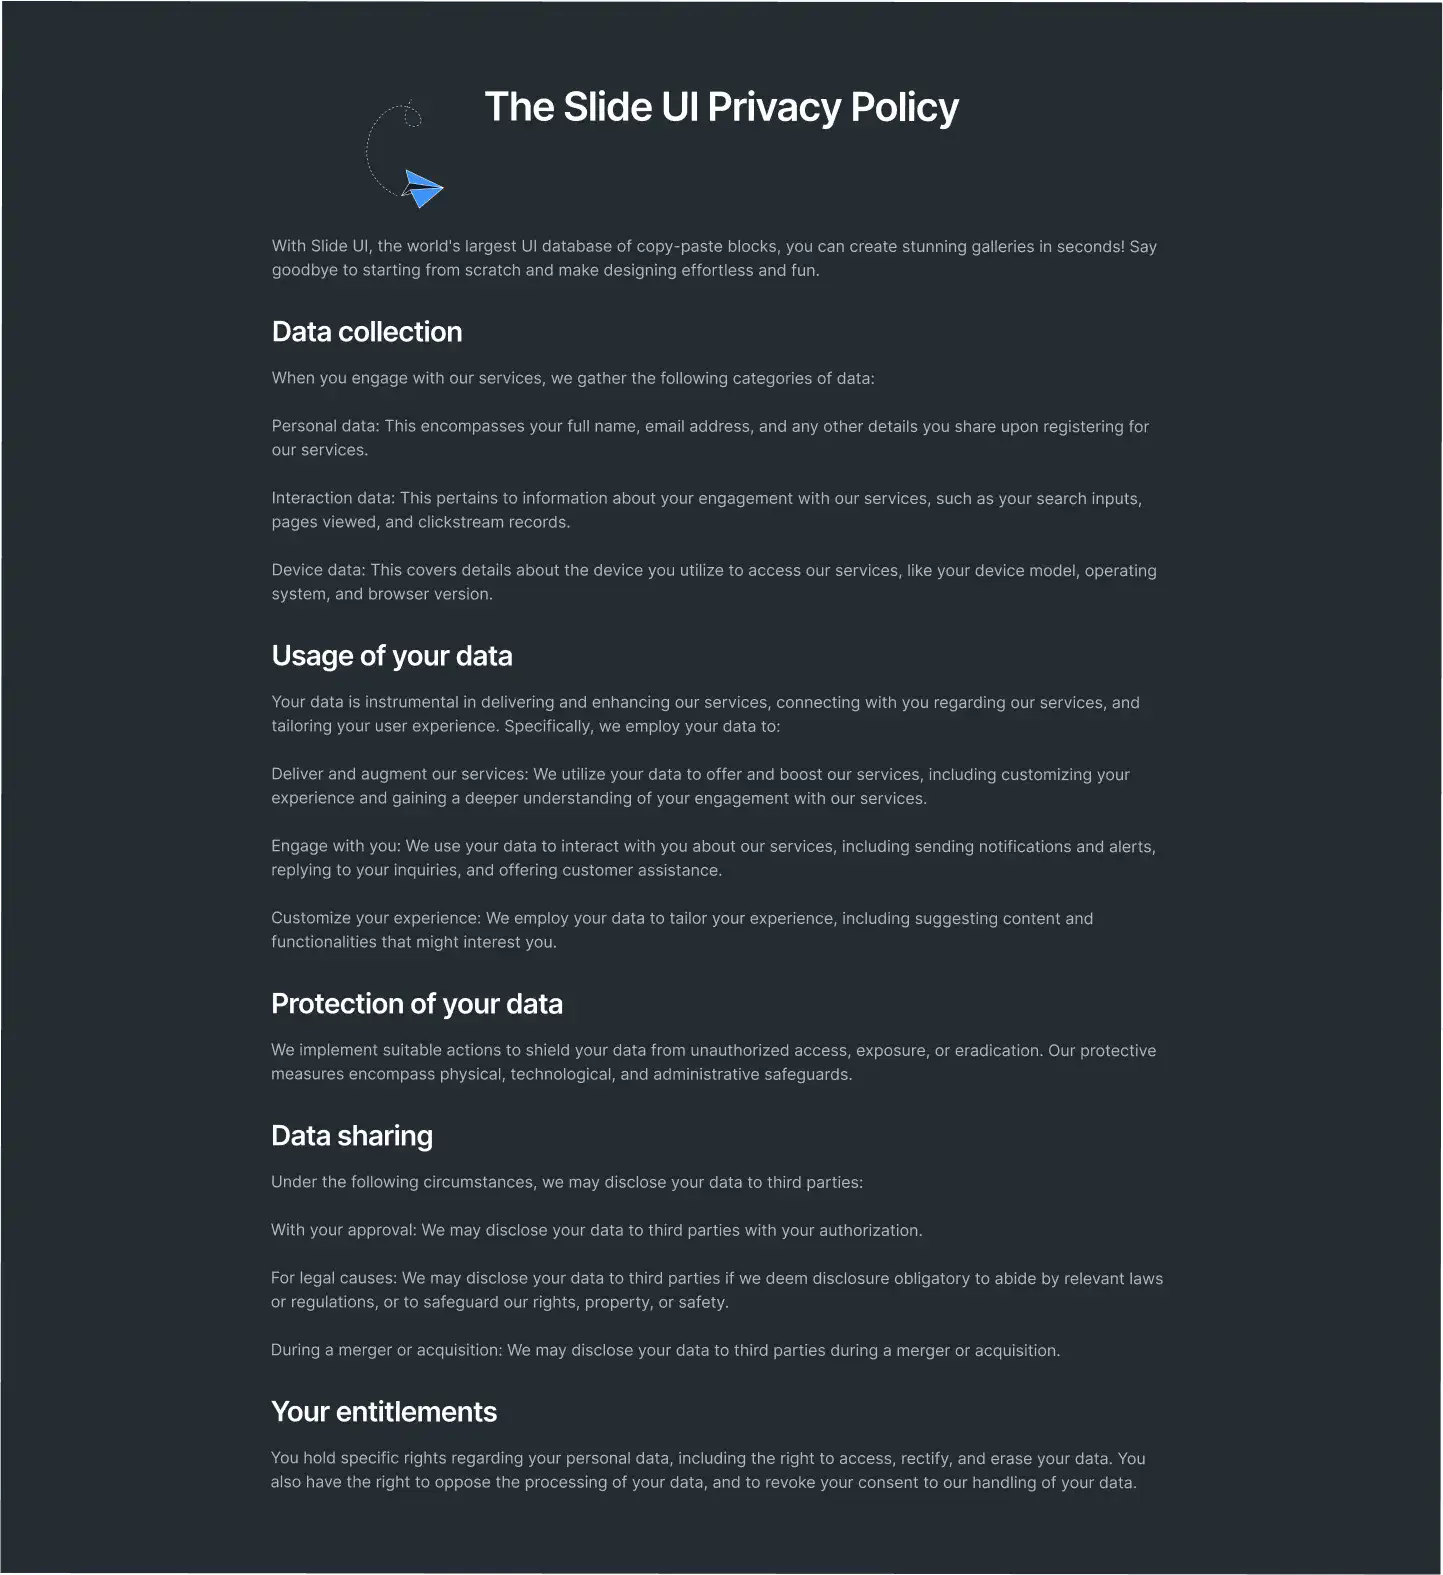 The Slide UI Privacy Policy
With Slide UI, the world's largest UI database of copy-paste blocks, you can create stunning galleries in seconds! Say
goodbye to starting from scratch and make designing effortless and fun.
Data collection
When you engage with our services, we gather the following categories of data:
Personal data: This encompasses your full name, email address, and any other details you share upon registering for
our services.
Interaction data: This pertains to information about your engagement with our services, such as your search inputs,
pages viewed, and clickstream records.
Device data: This covers details about the device you utilize to access our services, like your device model, operating
system, and browser version.
Usage of your data
Your data is instrumental in delivering and enhancing our services, connecting with you regarding our services, and
tailoring your user experience. Specifically, we employ your data to:
Deliver and augment our services: We utilize your data to offer and boost our services, including customizing your
experience and gaining a deeper understanding of your engagement with our services.
Engage with you: We use your data to interact with you about our services, including sending notifications and alerts,
replying to your inquiries, and offering customer assistance.
Customize your experience: We employ your data to tailor your experience, including suggesting content and
functionalities that might interest you.
Protection of your data
We implement suitable actions to shield your data from unauthorized access, exposure, or eradication. Our protective
measures encompass physical, technological, and administrative safeguards.
Data sharing
Under the following circumstances, we may disclose your data to third parties:
With your approval: We may disclose your data to third parties with your authorization.
For legal causes: We may disclose your data to third parties if we deem disclosure obligatory to abide by relevant laws
or regulations, or to safeguard our rights, property, or safety.
During a merger or acquisition: We may disclose your data to third parties during a merger or acquisition.
Your entitlements
You hold specific rights regarding your personal data, including the right to access, rectify, and erase your data. You
also have the right to oppose the processing of your data, and to revoke your consent to our handling of your data.